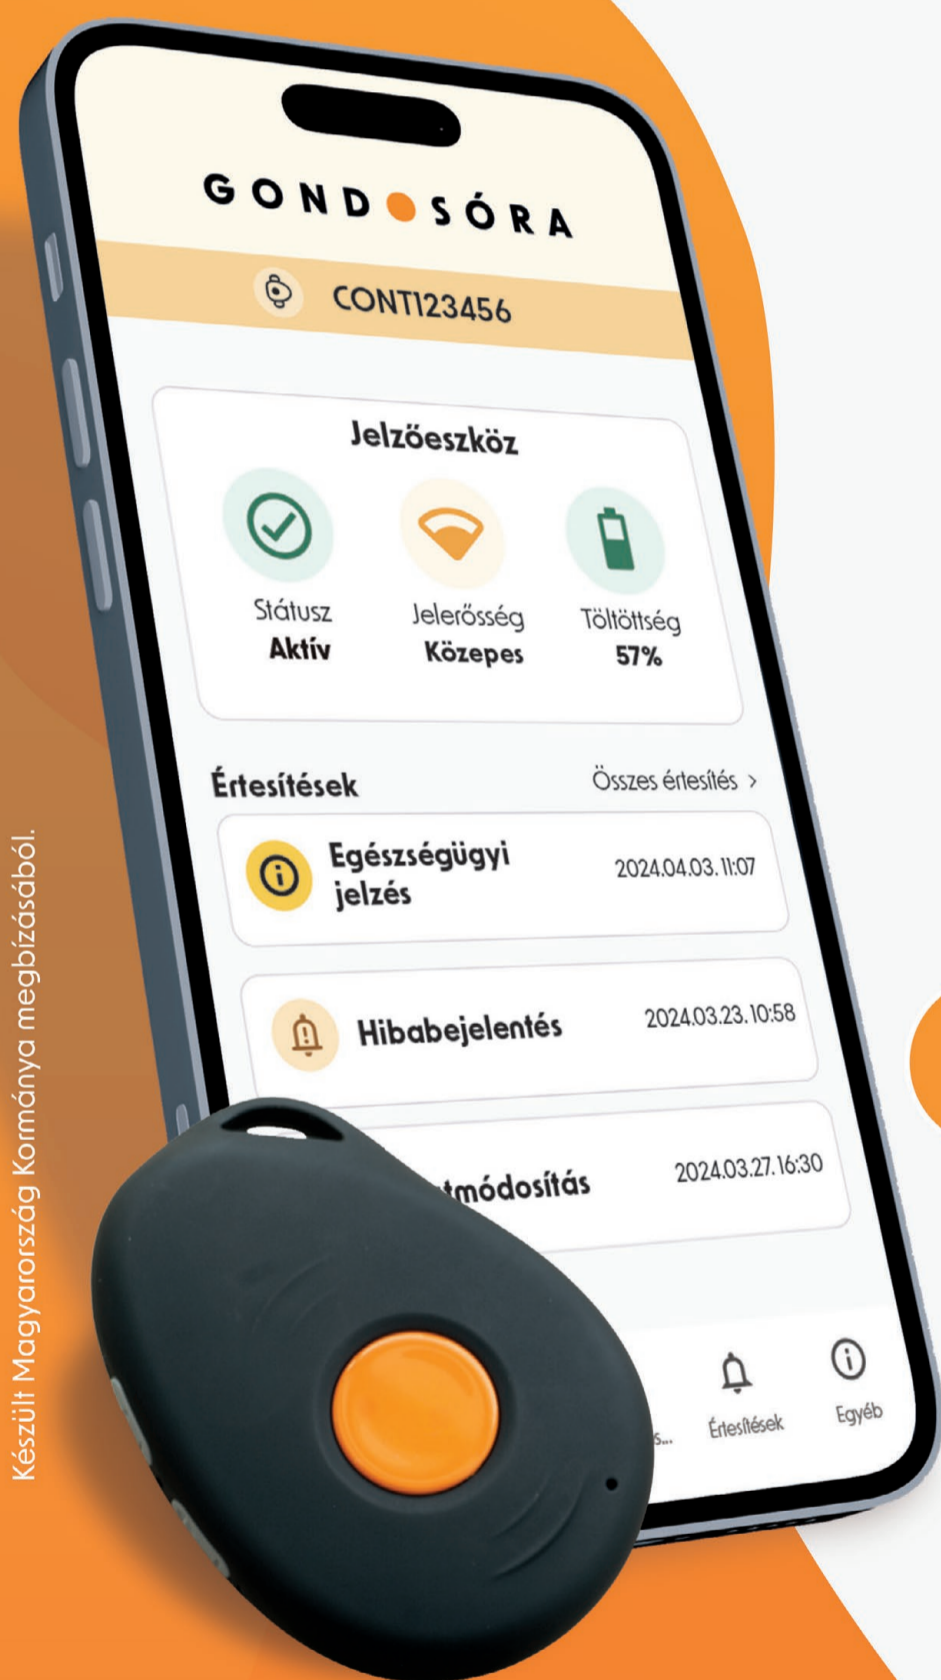 GONDOSÓRA
CONT123456
Jelzőeszköz
Státusz
Aktív
Jelerősség
Közepes
Töltöttség
57%
Értesítések
Összes értesítés >
Egészségügyi
jelzés
2024.04.03. 11:07
Hibabejelentés
2024.03.23. 10:58
tmódosítás
2024.03.27. 16:30
s...
Értesítések
Egyéb
Készült Magyarország Kormánya megbízásából.